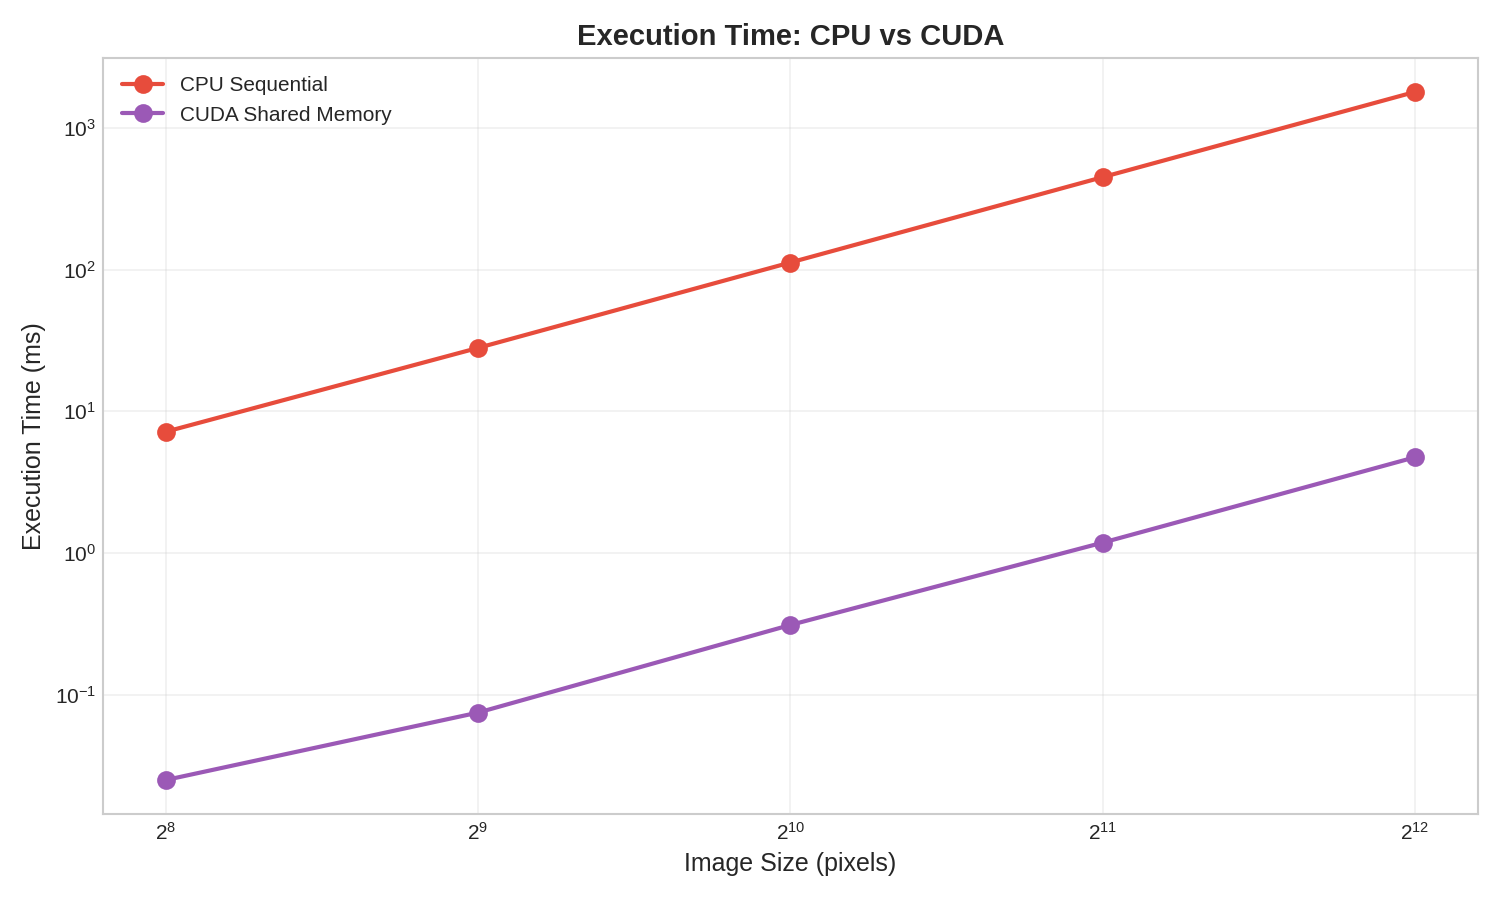 Execution Time: CPU vs CUDA
CPU Sequential
CUDA Shared Memory
Execution Time (ms)
10³
10²
10¹
10⁰
10⁻¹
2⁸ 2⁹ 2¹⁰ 2¹¹ 2¹²
Image Size (pixels)